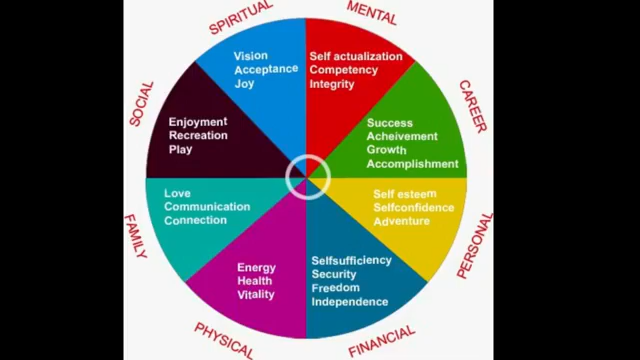 SPIRITUAL
MENTAL
Vision
Acceptance
Joy
Self actualization
Competency
Integrity
SOCIAL
CAREER
Enjoyment
Recreation
Play
Success
Acheivement
Growth
Accomplishment
Love
Communication
Connection
Self esteem
Selfconfidence
Adventure
FAMILY
PERSONAL
Energy
Health
Vitality
Selfsufficiency
Security
Freedom
Independence
PHYSICAL
FINANCIAL